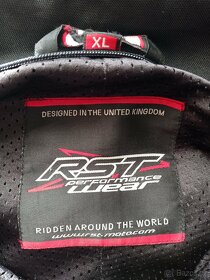 XL
DESIGNED IN THE UNITED KINGDOM
RST
performance
wear
RIDDEN AROUND THE WORLD
www.rst-moto.com